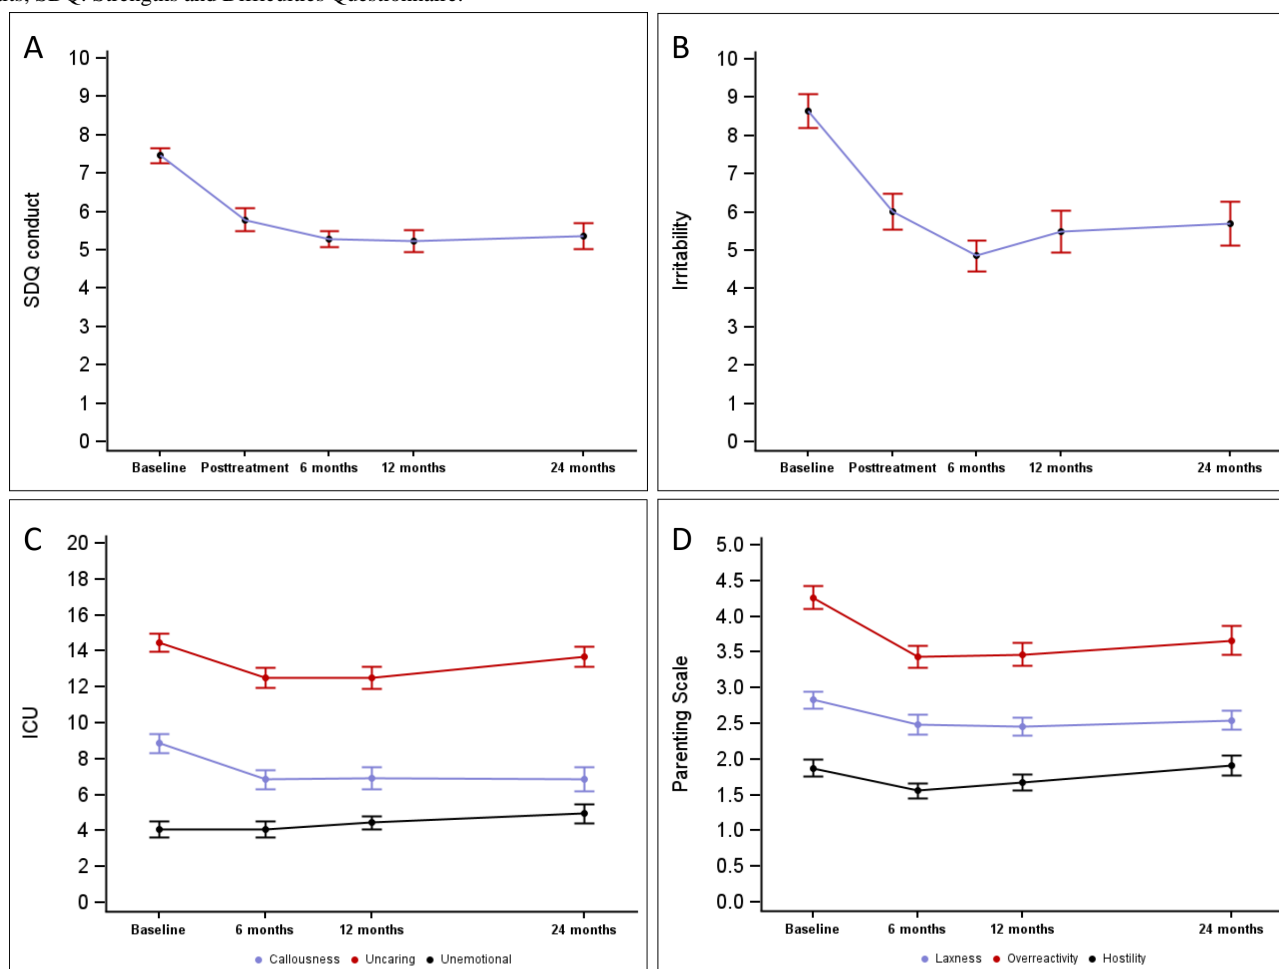 SDQ: Strengths and Difficulties Questionnaire.
A
10
9
8
7
6
5
4
3
2
1
0
SDQ conduct
Baseline Posttreatment 6 months 12 months 24 months
B
10
9
8
7
6
5
4
3
2
1
0
Irritability
Baseline Posttreatment 6 months 12 months 24 months
C
20
18
16
14
12
10
8
6
4
2
0
ICU
Baseline 6 months 12 months 24 months
Callousness Uncaring Unemotional
D
5.0
4.5
4.0
3.5
3.0
2.5
2.0
1.5
1.0
0.5
0.0
Parenting Scale
Baseline 6 months 12 months 24 months
Laxness Overreactivity Hostility